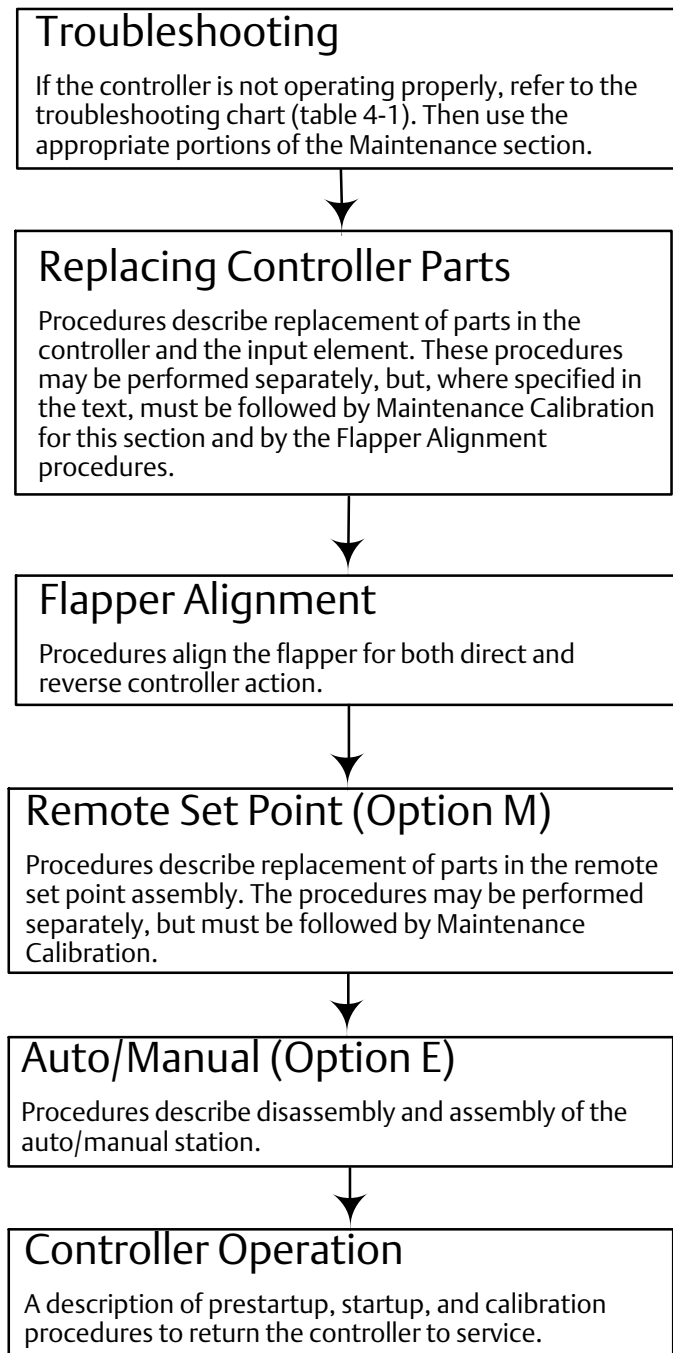 Troubleshooting
If the controller is not operating properly, refer to the
troubleshooting chart (table 4-1). Then use the
appropriate portions of the Maintenance section.
Replacing Controller Parts
Procedures describe replacement of parts in the
controller and the input element. These procedures
may be performed separately, but, where specified in
the text, must be followed by Maintenance Calibration
for this section and by the Flapper Alignment
procedures.
Flapper Alignment
Procedures align the flapper for both direct and
reverse controller action.
Remote Set Point (Option M)
Procedures describe replacement of parts in the remote
set point assembly. The procedures may be performed
separately, but must be followed by Maintenance
Calibration.
Auto/Manual (Option E)
Procedures describe disassembly and assembly of the
auto/manual station.
Controller Operation
A description of prestartup, startup, and calibration
procedures to return the controller to service.